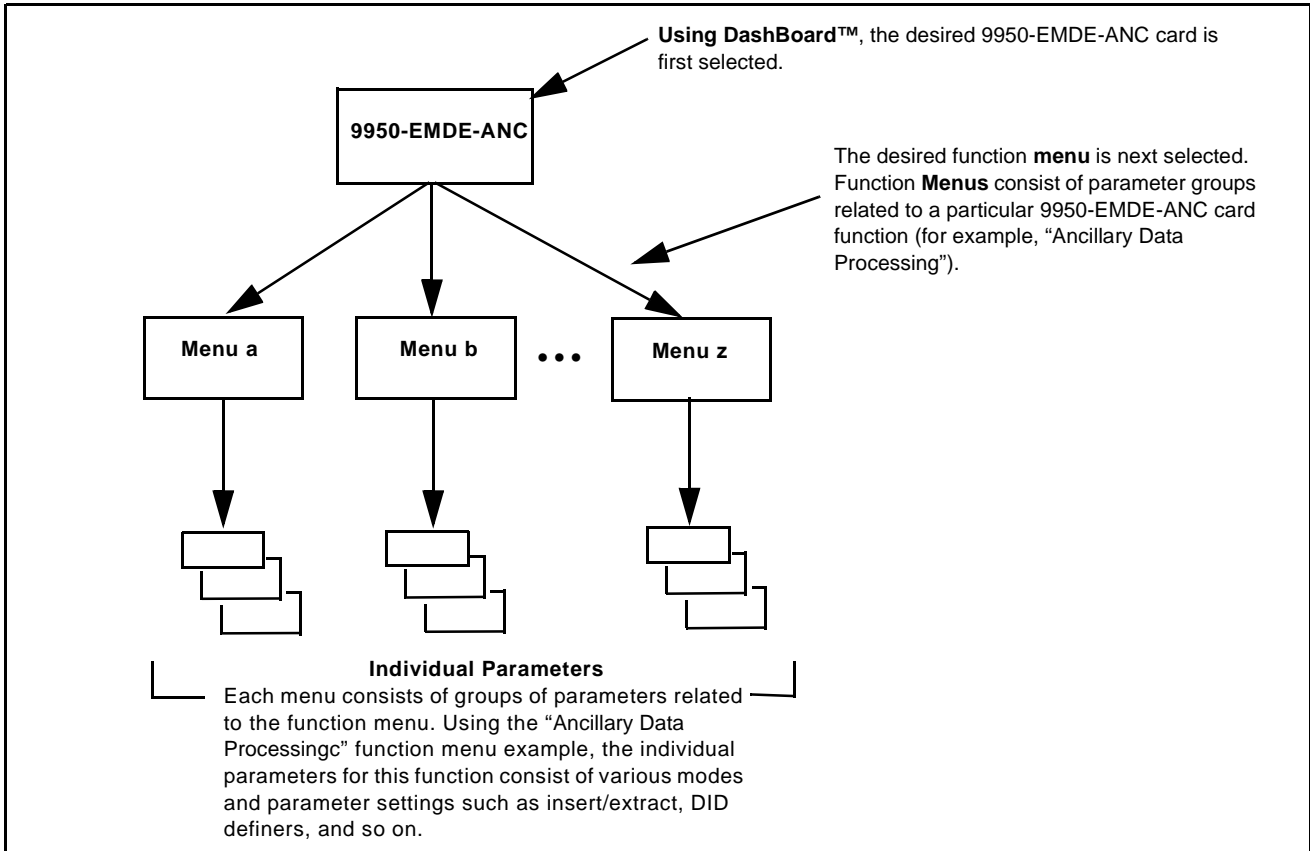 Using DashBoard™, the desired 9950-EMDE-ANC card is
first selected.
9950-EMDE-ANC
The desired function menu is next selected.
Function Menus consist of parameter groups
related to a particular 9950-EMDE-ANC card
function (for example, “Ancillary Data
Processing”).
Menu a
Menu b
•••
Menu z
Individual Parameters
Each menu consists of groups of parameters related
to the function menu. Using the “Ancillary Data
Processingc” function menu example, the individual
parameters for this function consist of various modes
and parameter settings such as insert/extract, DID
definers, and so on.